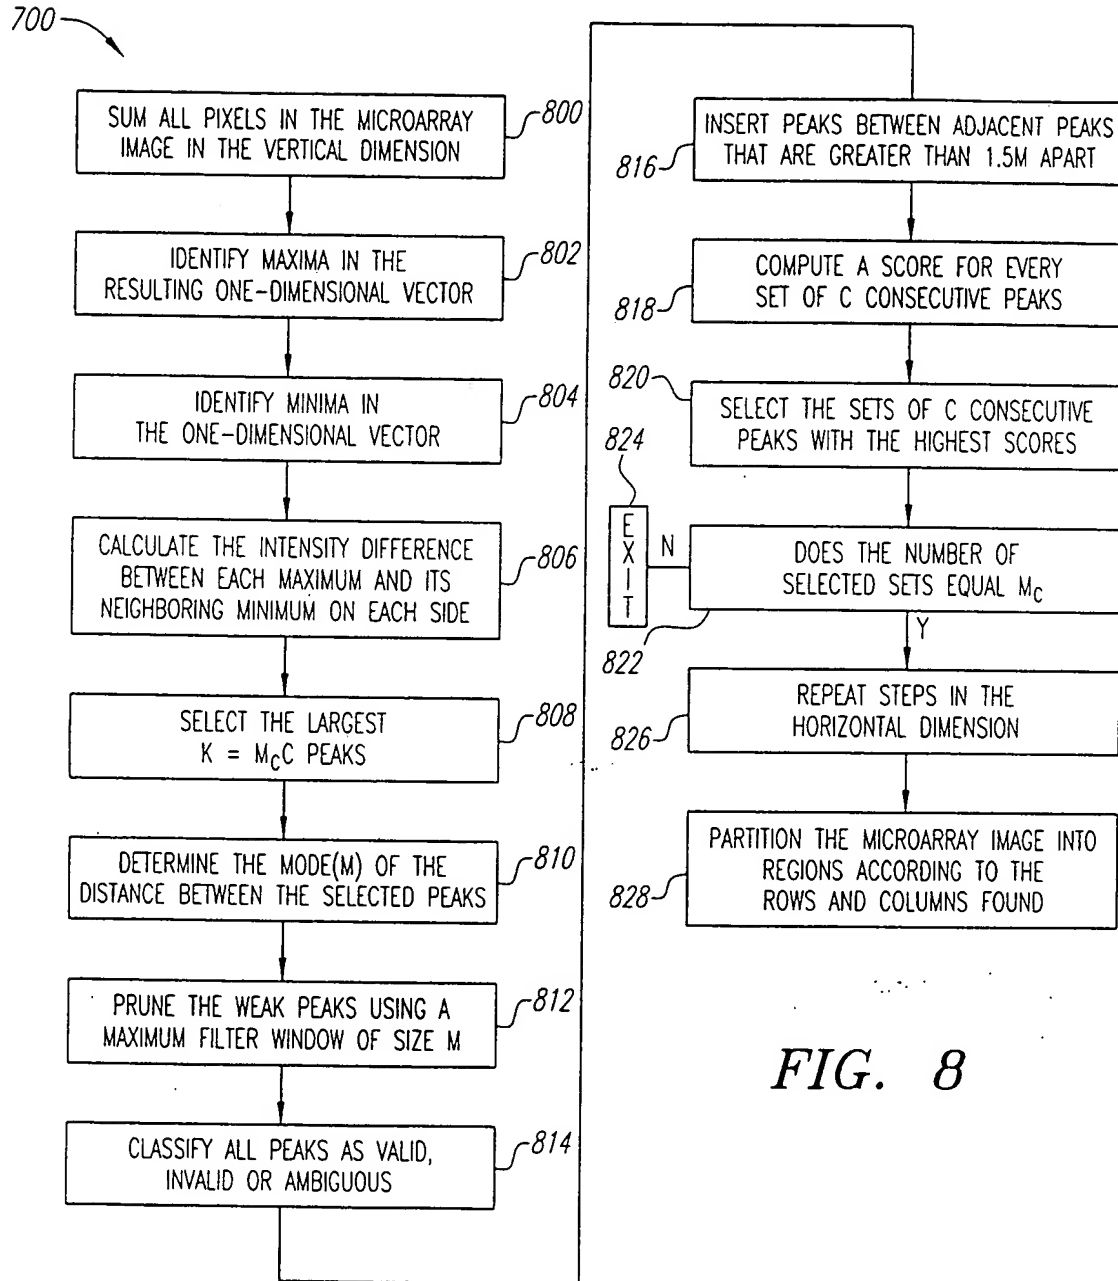 700
SUM ALL PIXELS IN THE MICROARRAY
IMAGE IN THE VERTICAL DIMENSION
800
IDENTIFY MAXIMA IN THE
RESULTING ONE-DIMENSIONAL VECTOR
802
IDENTIFY MINIMA IN
THE ONE-DIMENSIONAL VECTOR
804
CALCULATE THE INTENSITY DIFFERENCE
BETWEEN EACH MAXIMUM AND ITS
NEIGHBORING MINIMUM ON EACH SIDE
806
SELECT THE LARGEST
K = MCC PEAKS
808
DETERMINE THE MODE(M) OF THE
DISTANCE BETWEEN THE SELECTED PEAKS
810
PRUNE THE WEAK PEAKS USING A
MAXIMUM FILTER WINDOW OF SIZE M
812
CLASSIFY ALL PEAKS AS VALID,
INVALID OR AMBIGUOUS
814
INSERT PEAKS BETWEEN ADJACENT PEAKS
THAT ARE GREATER THAN 1.5M APART
816
COMPUTE A SCORE FOR EVERY
SET OF C CONSECUTIVE PEAKS
818
820
SELECT THE SETS OF C CONSECUTIVE
PEAKS WITH THE HIGHEST SCORES
824
EXIT
N
DOES THE NUMBER OF
SELECTED SETS EQUAL MC
822
Y
REPEAT STEPS IN THE
HORIZONTAL DIMENSION
826
PARTITION THE MICROARRAY IMAGE INTO
REGIONS ACCORDING TO THE
ROWS AND COLUMNS FOUND
828
FIG. 8